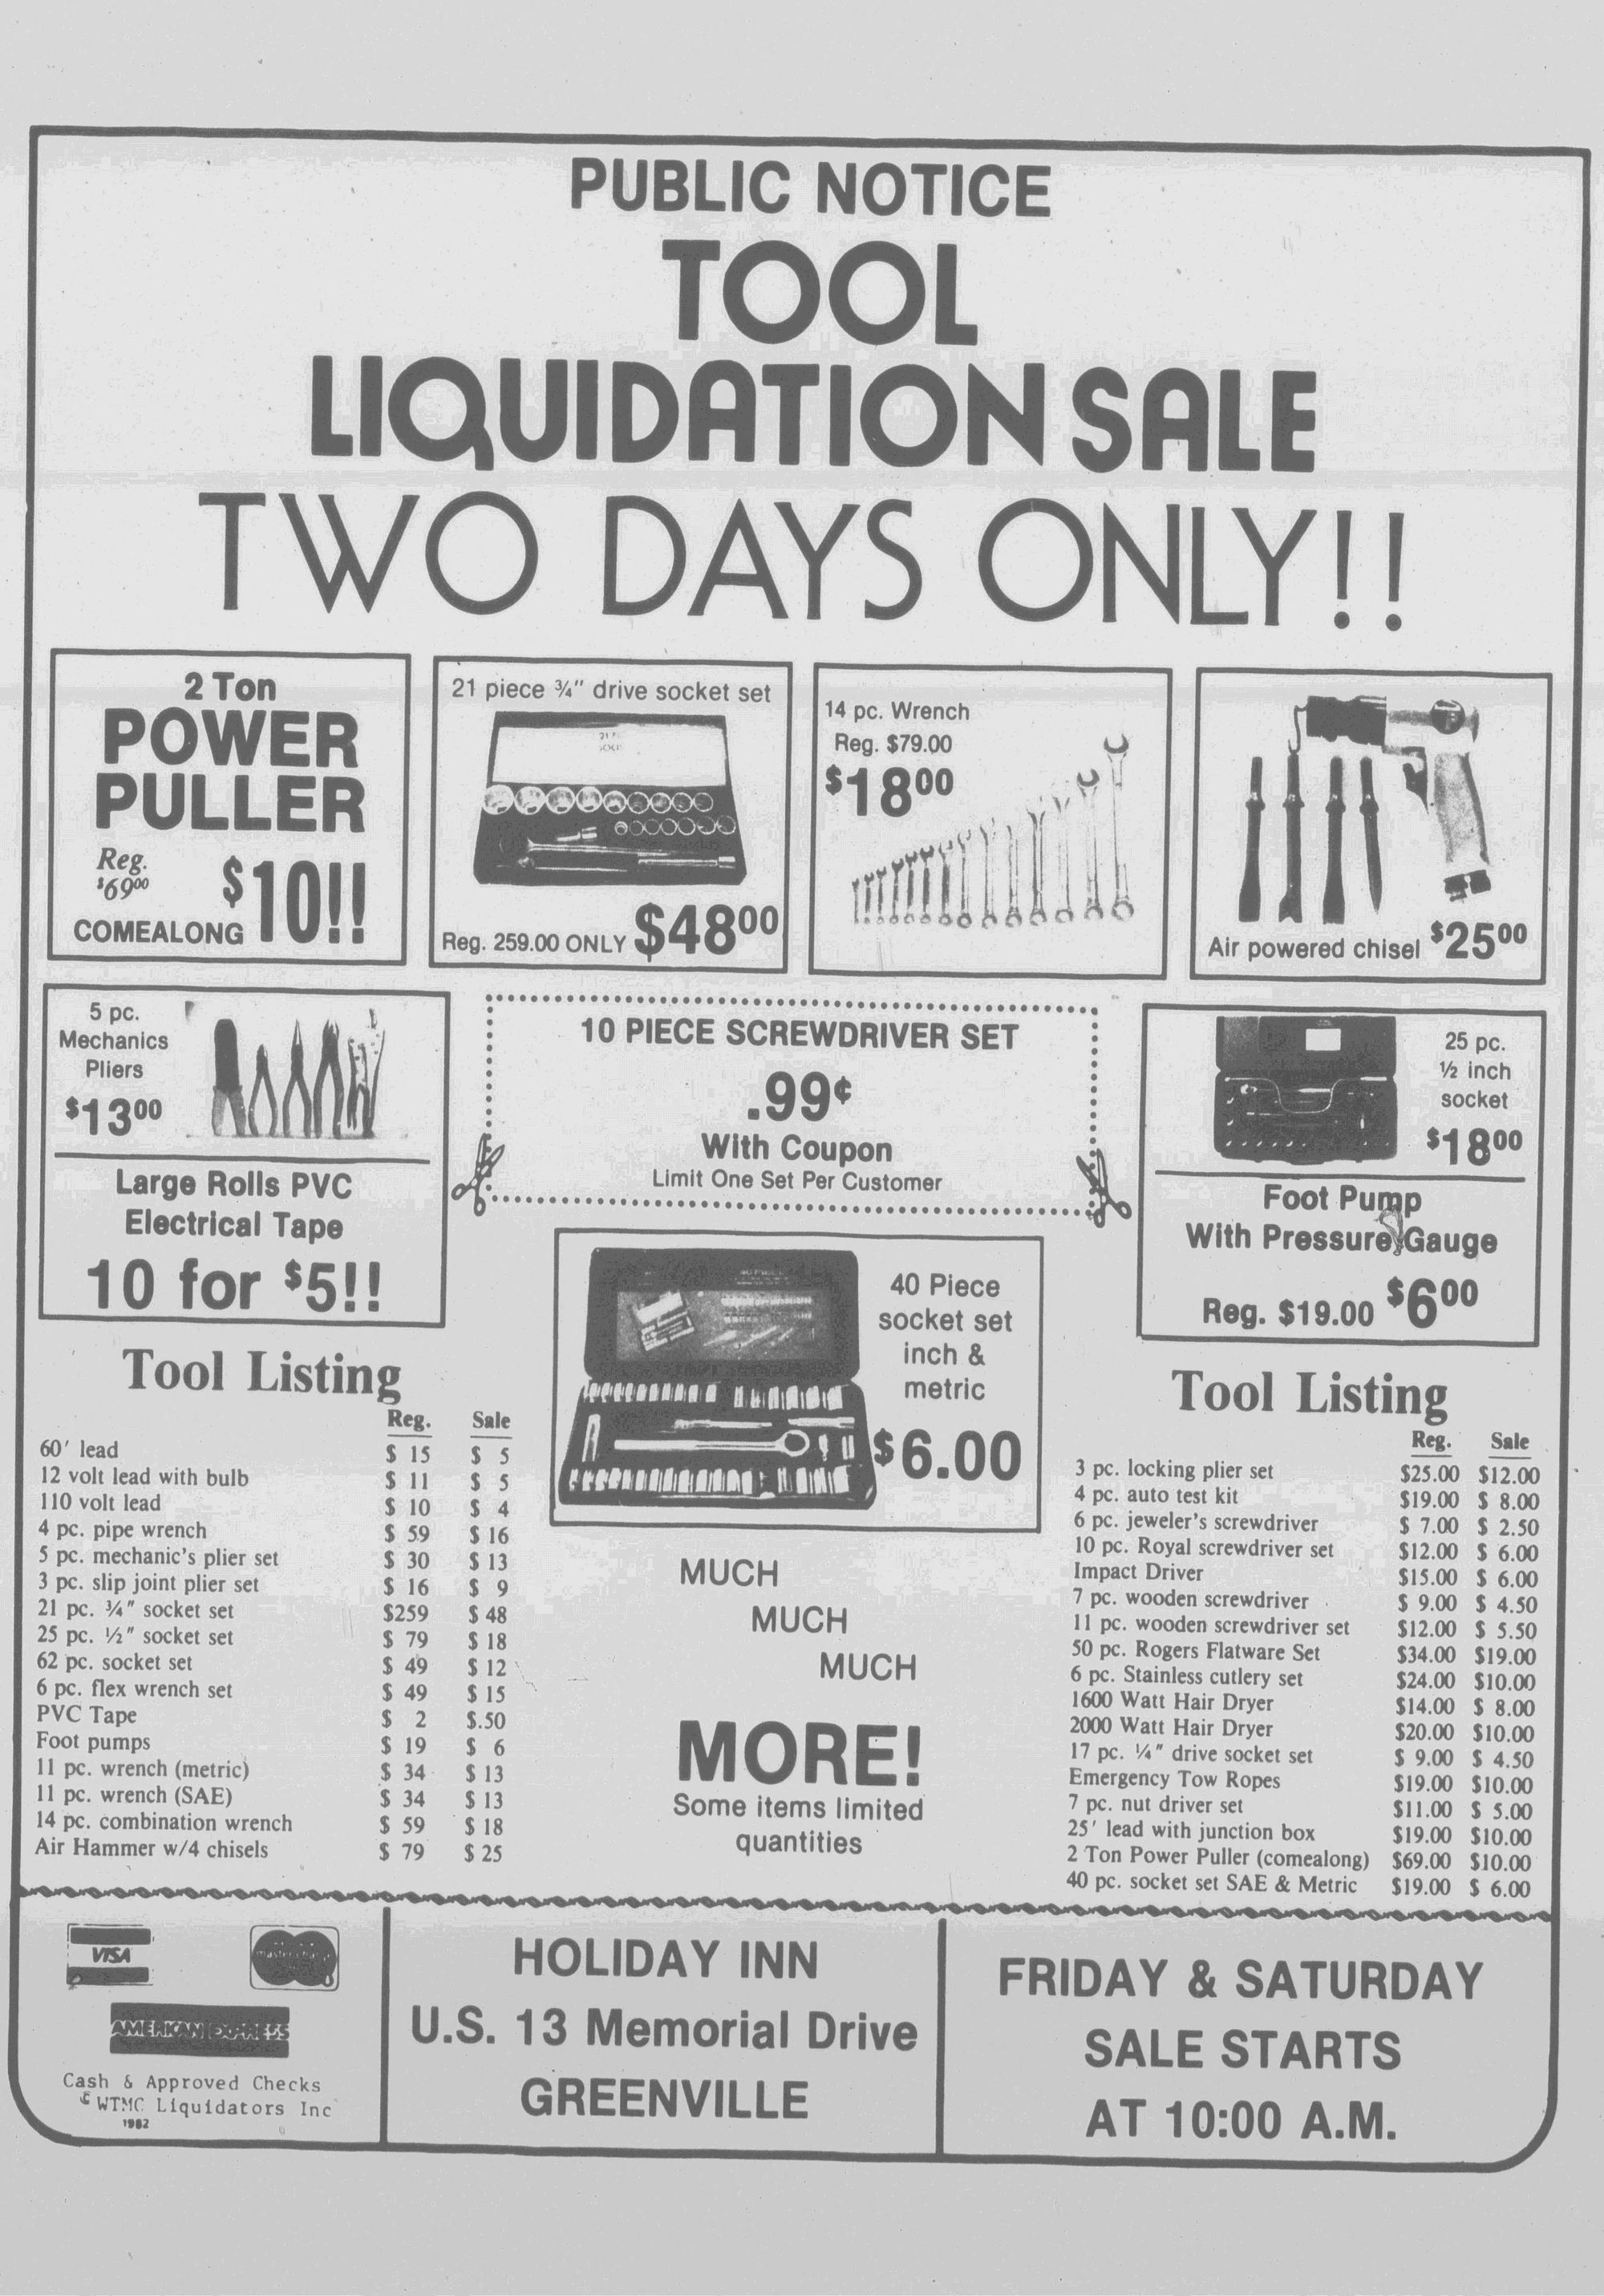 PUBLIC NOTICE
TOOL
LIQUIDATION SALE
TWO DAYS ONLY!!
2 Ton
POWER
PULLER
Reg.
$6900
$10!!
COMEALONG
21 piece ¾" drive socket set
Reg. 259.00 ONLY $4800
14 pc. Wrench
Reg. $79.00
$1800
Air powered chisel $2500
5 pc.
Mechanics
Pliers
$1300
Large Rolls PVC
Electrical Tape
10 for $5!!
10 PIECE SCREWDRIVER SET
.99¢
With Coupon
Limit One Set Per Customer
25 pc.
½ inch
socket
$1800
Foot Pump
With Pressure Gauge
Reg. $19.00 $600
40 Piece
socket set
inch &
metric
$6.00
Tool Listing
Reg. Sale
60' lead $ 15 $ 5
12 volt lead with bulb $ 11 $ 5
110 volt lead $ 10 $ 4
4 pc. pipe wrench $ 59 $ 16
5 pc. mechanic's plier set $ 30 $ 13
3 pc. slip joint plier set $ 16 $ 9
21 pc. ¾" socket set $259 $ 48
25 pc. ½" socket set $ 79 $ 18
62 pc. socket set $ 49 $ 12
6 pc. flex wrench set $ 49 $ 15
PVC Tape $ 2 $.50
Foot pumps $ 19 $ 6
11 pc. wrench (metric) $ 34 $ 13
11 pc. wrench (SAE) $ 34 $ 13
14 pc. combination wrench $ 59 $ 18
Air Hammer w/4 chisels $ 79 $ 25
MUCH
MUCH
MUCH
MORE!
Some items limited
quantities
Tool Listing
Reg. Sale
3 pc. locking plier set $25.00 $12.00
4 pc. auto test kit $19.00 $ 8.00
6 pc. jeweler's screwdriver $ 7.00 $ 2.50
10 pc. Royal screwdriver set $12.00 $ 6.00
Impact Driver $15.00 $ 6.00
7 pc. wooden screwdriver $ 9.00 $ 4.50
11 pc. wooden screwdriver set $12.00 $ 5.50
50 pc. Rogers Flatware Set $34.00 $19.00
6 pc. Stainless cutlery set $24.00 $10.00
1600 Watt Hair Dryer $14.00 $ 8.00
2000 Watt Hair Dryer $20.00 $10.00
17 pc. ¼" drive socket set $ 9.00 $ 4.50
Emergency Tow Ropes $19.00 $10.00
7 pc. nut driver set $11.00 $ 5.00
25' lead with junction box $19.00 $10.00
2 Ton Power Puller (comealong) $69.00 $10.00
40 pc. socket set SAE & Metric $19.00 $ 6.00
VISA
AMERICAN EXPRESS
Cash & Approved Checks
© WTMC Liquidators Inc
1982
HOLIDAY INN
U.S. 13 Memorial Drive
GREENVILLE
FRIDAY & SATURDAY
SALE STARTS
AT 10:00 A.M.